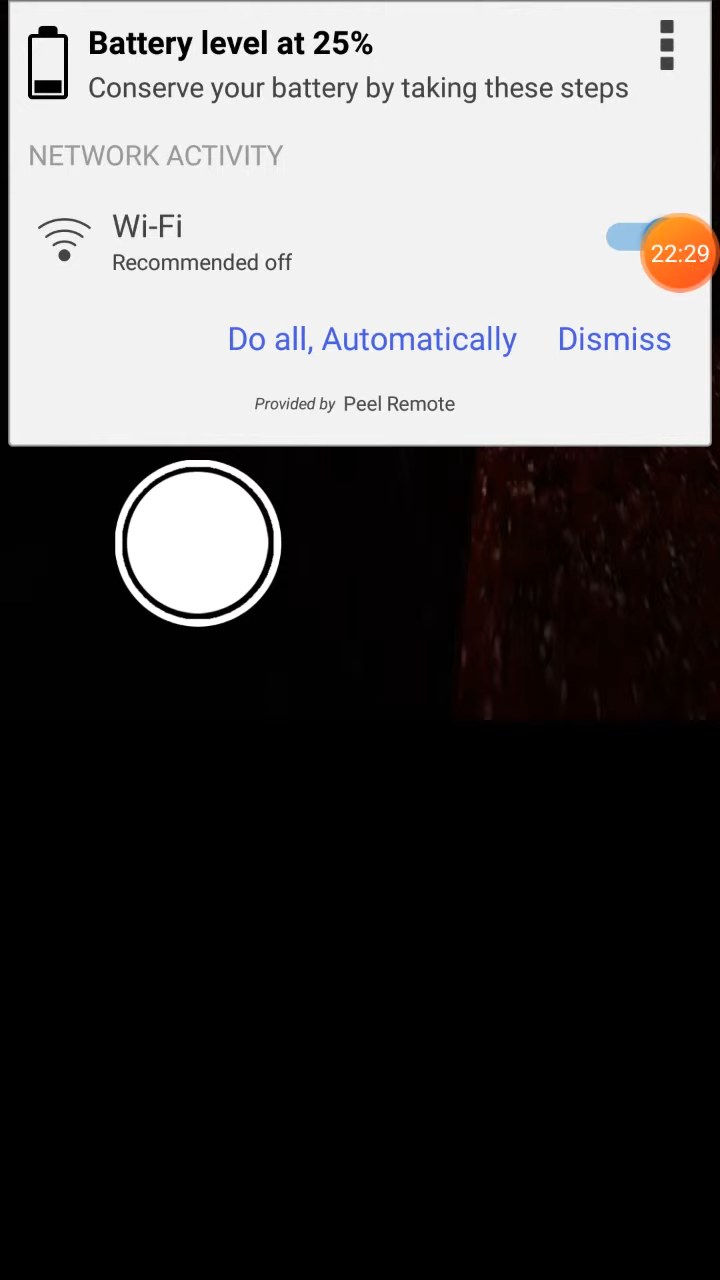 Battery level at 25%
Conserve your battery by taking these steps
NETWORK ACTIVITY
Wi-Fi
Recommended off
22:29
Do all, Automatically Dismiss
Provided by Peel Remote